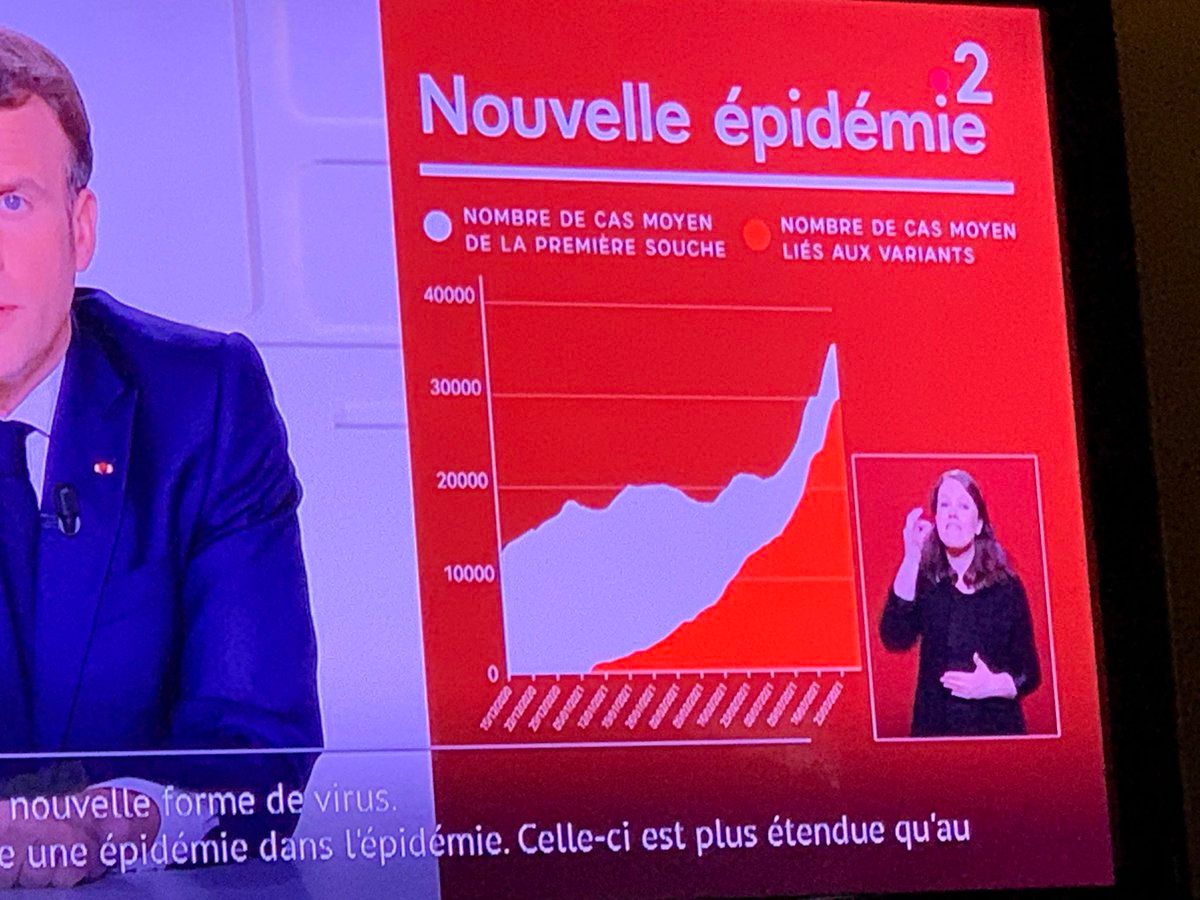 2
Nouvelle épidémie
NOMBRE DE CAS MOYEN
DE LA PREMIÈRE SOUCHE
NOMBRE DE CAS MOYEN
LIÉS AUX VARIANTS
40000
30000
20000
10000
0
nouvelle forme de virus.
e une épidémie dans l'épidémie. Celle-ci est plus étendue qu'au